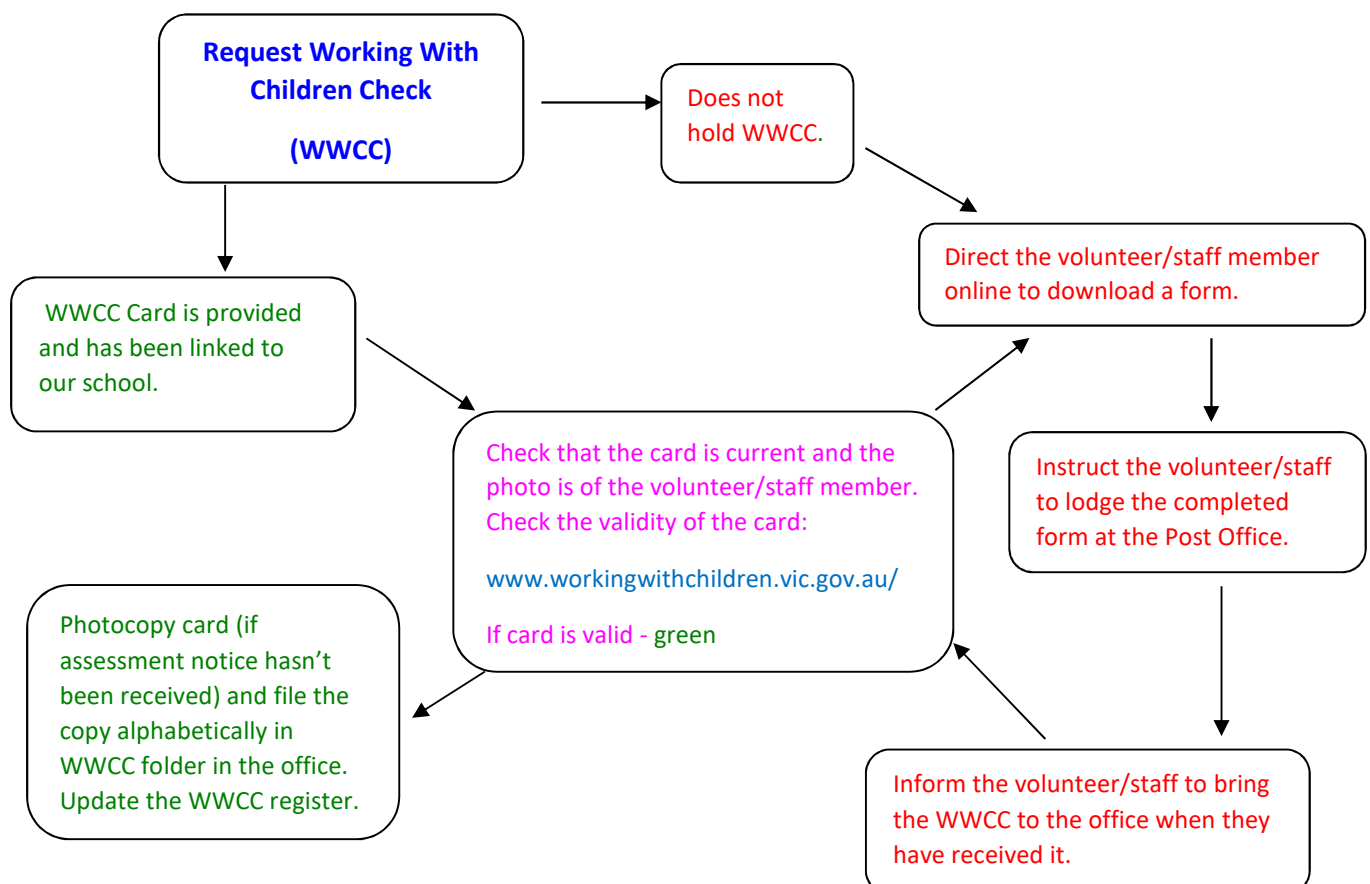 Request Working With
Children Check
(WWCC)
Does not
hold WWCC.
Direct the volunteer/staff member
online to download a form.
WWCC Card is provided
and has been linked to
our school.
Check that the card is current and the
photo is of the volunteer/staff member.
Check the validity of the card:
www.workingwithchildren.vic.gov.au/
If card is valid - green
Instruct the volunteer/staff
to lodge the completed
form at the Post Office.
Photocopy card (if
assessment notice hasn’t
been received) and file the
copy alphabetically in
WWCC folder in the office.
Update the WWCC register.
Inform the volunteer/staff to bring
the WWCC to the office when they
have received it.